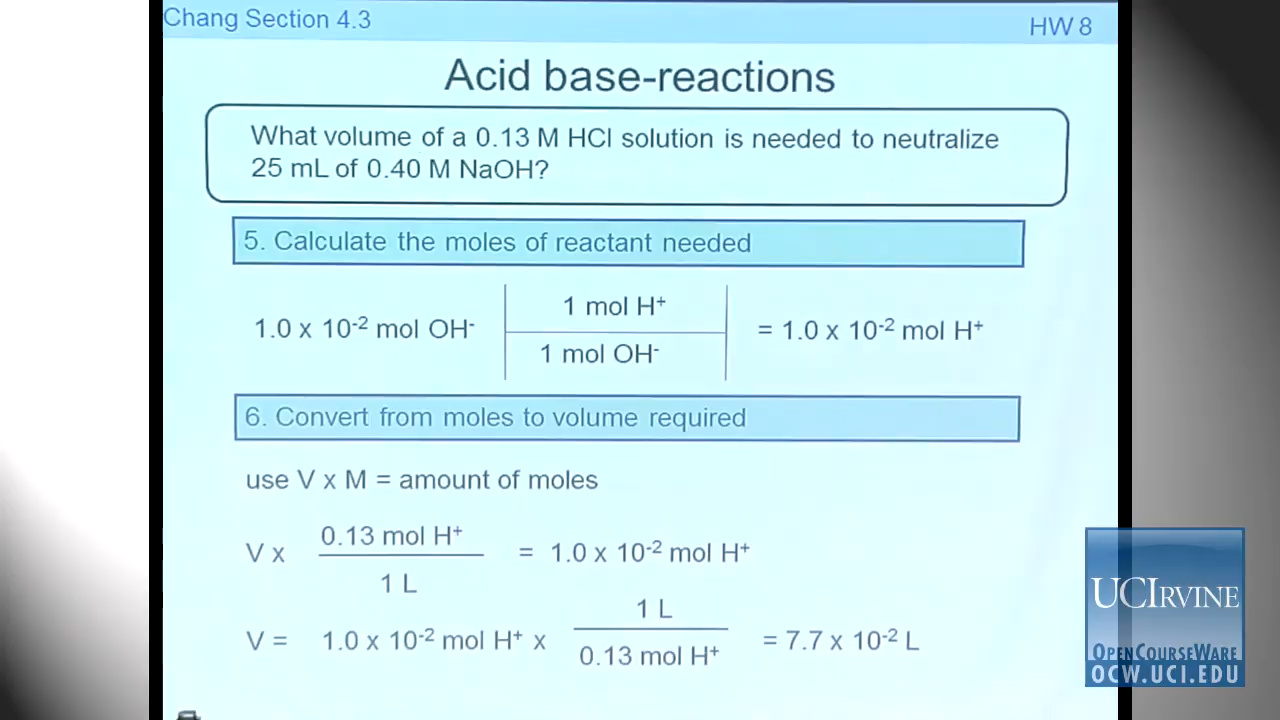 Chang Section 4.3
HW 8
Acid base-reactions
What volume of a 0.13 M HCl solution is needed to neutralize
25 mL of 0.40 M NaOH?
5. Calculate the moles of reactant needed
1.0 x 10⁻² mol OH⁻
1 mol H⁺
1 mol OH⁻
= 1.0 x 10⁻² mol H⁺
6. Convert from moles to volume required
use V x M = amount of moles
V x
0.13 mol H⁺
1 L
= 1.0 x 10⁻² mol H⁺
V =
1.0 x 10⁻² mol H⁺ x
1 L
0.13 mol H⁺
= 7.7 x 10⁻² L
UCIRVINE
OPENCOURSEWARE
OCW.UCI.EDU